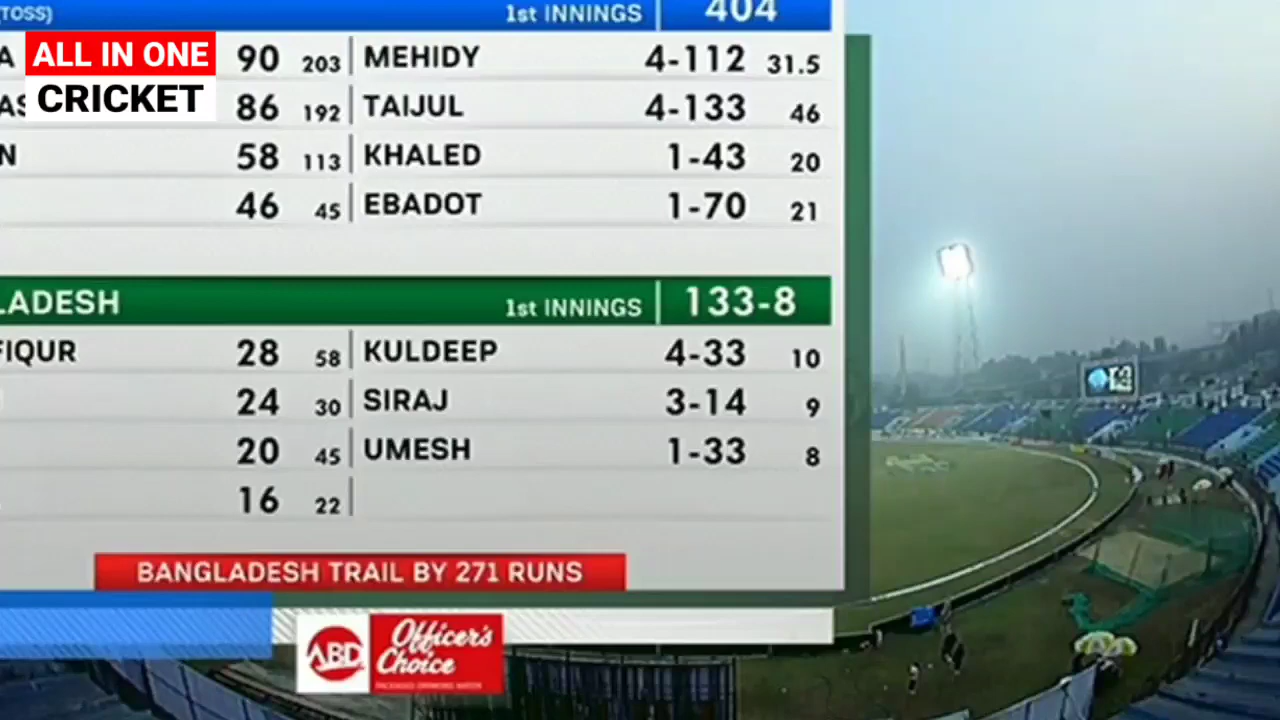 (TOSS) 1st INNINGS 404
A 90 203 MEHIDY 4-112 31.5
AS 86 192 TAIJUL 4-133 46
N 58 113 KHALED 1-43 20
46 45 EBADOT 1-70 21
ALL IN ONE
CRICKET
LADESH 1st INNINGS 133-8
FIQUR 28 58 KULDEEP 4-33 10
24 30 SIRAJ 3-14 9
20 45 UMESH 1-33 8
16 22
BANGLADESH TRAIL BY 271 RUNS
ABD Officer's
Choice